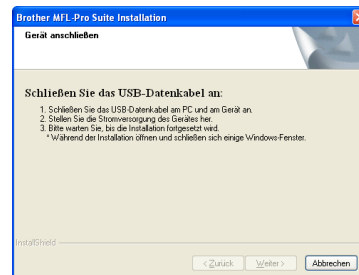 Brother MFL-Pro Suite Installation
Gerät anschließen
Schließen Sie das USB-Datenkabel an:
1. Schließen Sie das USB-Datenkabel am PC und am Gerät an.
2. Stellen Sie die Stromversorgung des Gerätes her.
3. Bitte warten Sie, bis die Installation fortgesetzt wird.
* Während der Installation öffnen und schließen sich einige Windows-Fenster.
InstallShield
< Zurück Weiter > Abbrechen